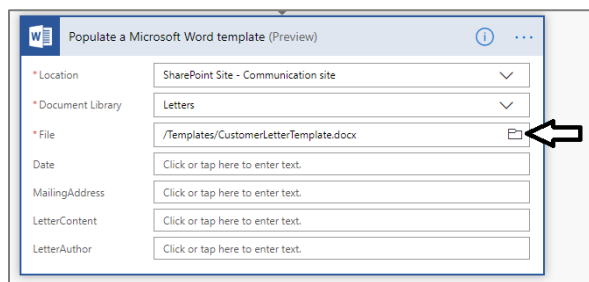 Populate a Microsoft Word template (Preview)
* Location SharePoint Site - Communication site
* Document Library Letters
* File /Templates/CustomerLetterTemplate.docx
Date Click or tap here to enter text.
MailingAddress Click or tap here to enter text.
LetterContent Click or tap here to enter text.
LetterAuthor Click or tap here to enter text.